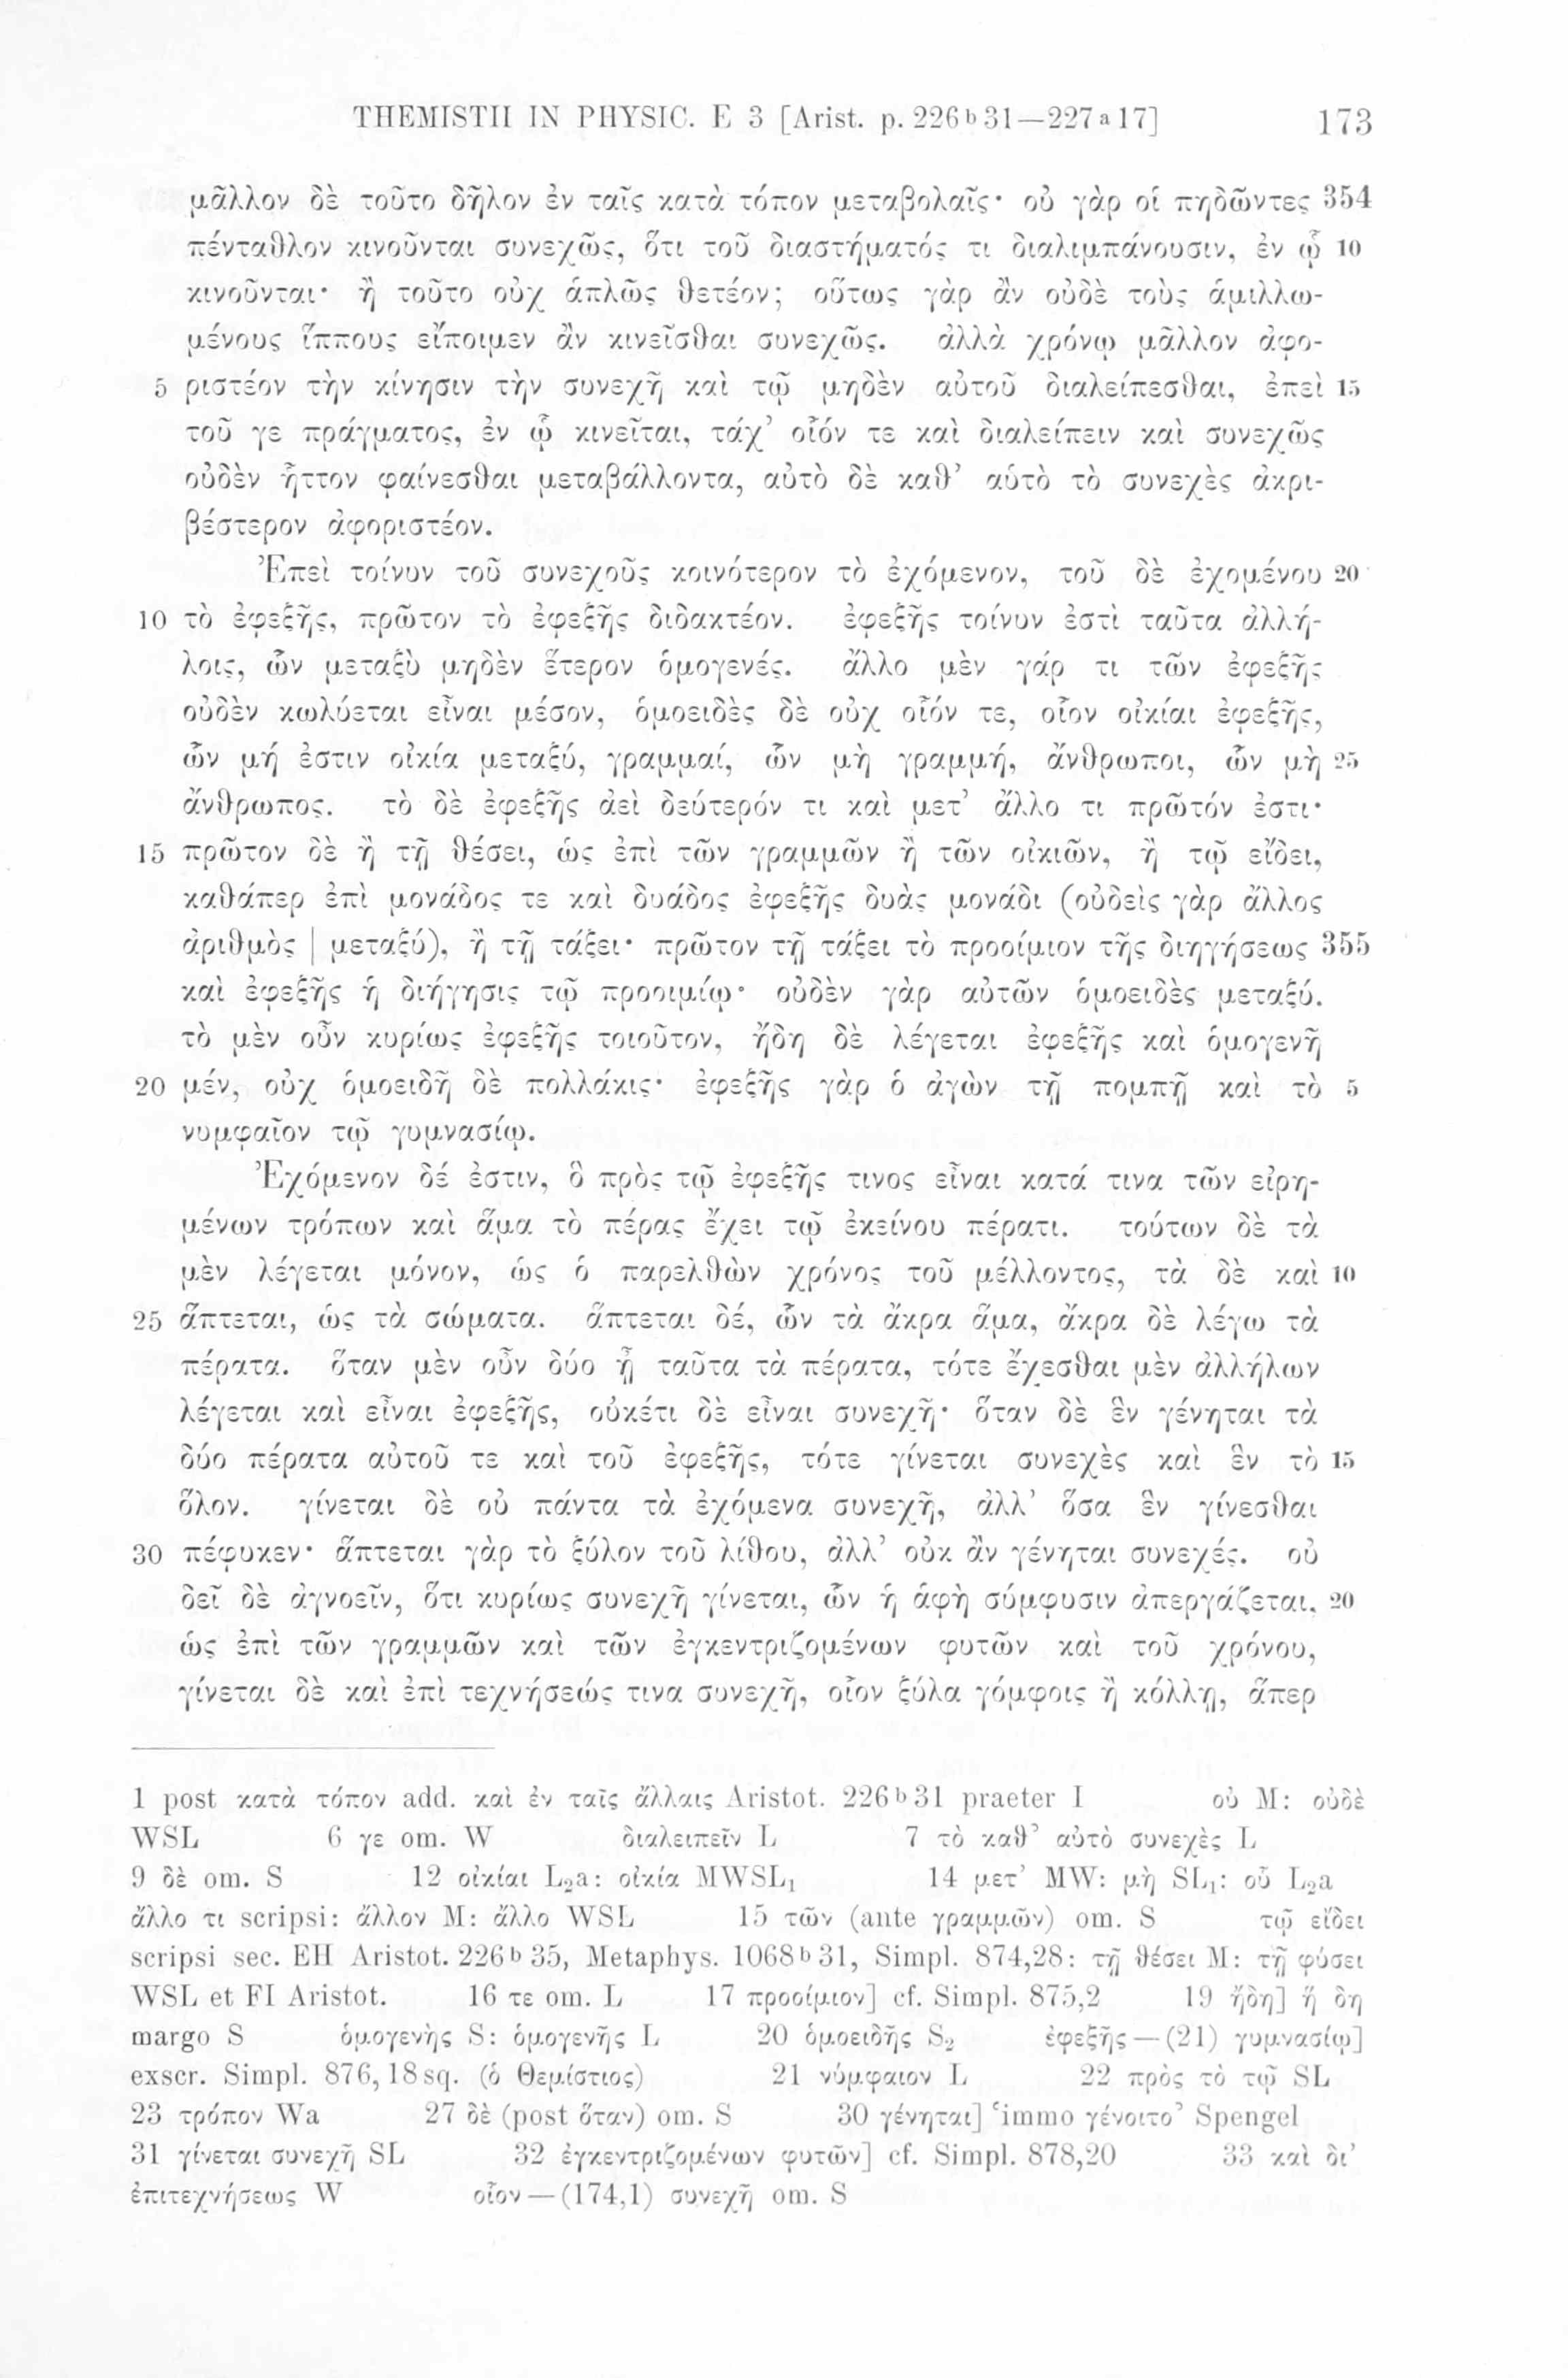 THEMISTII IN PHYSIC. E 3 [Arist. p. 226ᵇ31—227ᵃ17] 173
μᾶλλον δὲ τοῦτο δῆλον ἐν ταῖς κατὰ τόπον μεταβολαῖς· οὐ γὰρ οἱ πηδῶντες 354
πένταθλον κινοῦνται συνεχῶς, ὅτι τοῦ διαστήματός τι διαλιμπάνουσιν, ἐν ᾧ 10
κινοῦνται· ἢ τοῦτο οὐχ ἁπλῶς θετέον; οὕτως γὰρ ἂν οὐδὲ τοὺς ἁμιλλω-
μένους ἵππους εἴποιμεν ἂν κινεῖσθαι συνεχῶς. ἀλλὰ χρόνῳ μᾶλλον ἀφο-
5 ριστέον τὴν κίνησιν τὴν συνεχῆ καὶ τῷ μηδὲν αὐτοῦ διαλείπεσθαι, ἐπεὶ 15
τοῦ γε πράγματος, ἐν ᾧ κινεῖται, τάχ’ οἷόν τε καὶ διαλείπειν καὶ συνεχῶς
οὐδὲν ἧττον φαίνεσθαι μεταβάλλοντα, αὐτὸ δὲ καθ’ αὑτὸ τὸ συνεχὲς ἀκρι-
βέστερον ἀφοριστέον.
Ἐπεὶ τοίνυν τοῦ συνεχοῦς κοινότερον τὸ ἐχόμενον, τοῦ δὲ ἐχομένου 20
10 τὸ ἐφεξῆς, πρῶτον τὸ ἐφεξῆς διδακτέον. ἐφεξῆς τοίνυν ἐστὶ ταῦτα ἀλλή-
λοις, ὧν μεταξὺ μηδὲν ἕτερον ὁμογενές. ἄλλο μὲν γάρ τι τῶν ἐφεξῆς
οὐδὲν κωλύεται εἶναι μέσον, ὁμοειδὲς δὲ οὐχ οἷόν τε, οἷον οἰκίαι ἐφεξῆς,
ὧν μή ἐστιν οἰκία μεταξύ, γραμμαί, ὧν μὴ γραμμή, ἄνθρωποι, ὧν μὴ 25
ἄνθρωπος. τὸ δὲ ἐφεξῆς ἀεὶ δεύτερόν τι καὶ μετ’ ἄλλο τι πρῶτόν ἐστι·
15 πρῶτον δὲ ἢ τῇ θέσει, ὡς ἐπὶ τῶν γραμμῶν ἢ τῶν οἰκιῶν, ἢ τῷ εἴδει,
καθάπερ ἐπὶ μονάδος τε καὶ δυάδος ἐφεξῆς δυὰς μονάδι (οὐδεὶς γὰρ ἄλλος
ἀριθμὸς | μεταξύ), ἢ τῇ τάξει· πρῶτον τῇ τάξει τὸ προοίμιον τῆς διηγήσεως 355
καὶ ἐφεξῆς ἡ διήγησις τῷ προοιμίῳ· οὐδὲν γὰρ αὐτῶν ὁμοειδὲς μεταξύ.
τὸ μὲν οὖν κυρίως ἐφεξῆς τοιοῦτον, ἤδη δὲ λέγεται ἐφεξῆς καὶ ὁμογενῆ
20 μέν, οὐχ ὁμοειδῆ δὲ πολλάκις· ἐφεξῆς γὰρ ὁ ἀγὼν τῇ πομπῇ καὶ τὸ 5
νυμφαῖον τῷ γυμνασίῳ.
Ἐχόμενον δέ ἐστιν, ὃ πρὸς τῷ ἐφεξῆς τινος εἶναι κατά τινα τῶν εἰρη-
μένων τρόπων καὶ ἅμα τὸ πέρας ἔχει τῷ ἐκείνου πέρατι. τούτων δὲ τὰ
μὲν λέγεται μόνον, ὡς ὁ παρελθὼν χρόνος τοῦ μέλλοντος, τὰ δὲ καὶ 10
25 ἅπτεται, ὡς τὰ σώματα. ἅπτεται δέ, ὧν τὰ ἄκρα ἅμα, ἄκρα δὲ λέγω τὰ
πέρατα. ὅταν μὲν οὖν δύο ᾖ ταῦτα τὰ πέρατα, τότε ἔχεσθαι μὲν ἀλλήλων
λέγεται καὶ εἶναι ἐφεξῆς, οὐκέτι δὲ εἶναι συνεχῆ· ὅταν δὲ ἓν γένηται τὰ
δύο πέρατα αὐτοῦ τε καὶ τοῦ ἐφεξῆς, τότε γίνεται συνεχὲς καὶ ἓν τὸ 15
ὅλον. γίνεται δὲ οὐ πάντα τὰ ἐχόμενα συνεχῆ, ἀλλ’ ὅσα ἓν γίνεσθαι
30 πέφυκεν· ἅπτεται γὰρ τὸ ξύλον τοῦ λίθου, ἀλλ’ οὐκ ἂν γένηται συνεχές. οὐ
δεῖ δὲ ἀγνοεῖν, ὅτι κυρίως συνεχῆ γίνεται, ὧν ἡ ἁφὴ σύμφυσιν ἀπεργάζεται, 20
ὡς ἐπὶ τῶν γραμμῶν καὶ τῶν ἐγκεντριζομένων φυτῶν καὶ τοῦ χρόνου,
γίνεται δὲ καὶ ἐπὶ τεχνήσεώς τινα συνεχῆ, οἷον ξύλα γόμφοις ἢ κόλλῃ, ἅπερ
1 post κατὰ τόπον add. καὶ ἐν ταῖς ἄλλαις Aristot. 226ᵇ31 praeter I οὐ M: οὐδὲ
WSL 6 γε om. W διαλειπεῖν L 7 τὸ καθ’ αὑτὸ συνεχὲς L
9 δὲ om. S 12 οἰκίαι L₂a: οἰκία MWSL₁ 14 μετ’ MW: μὴ SL₁: οὗ L₂a
ἄλλο τι scripsi: ἄλλον M: ἄλλο WSL 15 τῶν (ante γραμμῶν) om. S τῷ εἴδει
scripsi sec. EH Aristot. 226ᵇ35, Metaphys. 1068ᵇ31, Simpl. 874,28: τῇ θέσει M: τῇ φύσει
WSL et FI Aristot. 16 τε om. L 17 προοίμιον] cf. Simpl. 875,2 19 ἤδη] ἢ δη
margo S ὁμογενὴς S: ὁμογενῆς L 20 ὁμοειδῆς S₂ ἐφεξῆς — (21) γυμνασίῳ]
exscr. Simpl. 876,18sq. (ὁ Θεμίστιος) 21 νύμφαιον L 22 πρὸς τὸ τῷ SL
23 τρόπον Wa 27 δὲ (post ὅταν) om. S 30 γένηται] ‘immo γένοιτο’ Spengel
31 γίνεται συνεχῆ SL 32 ἐγκεντριζομένων φυτῶν] cf. Simpl. 878,20 33 καὶ δι’
ἐπιτεχνήσεως W οἷον — (174,1) συνεχῆ om. S